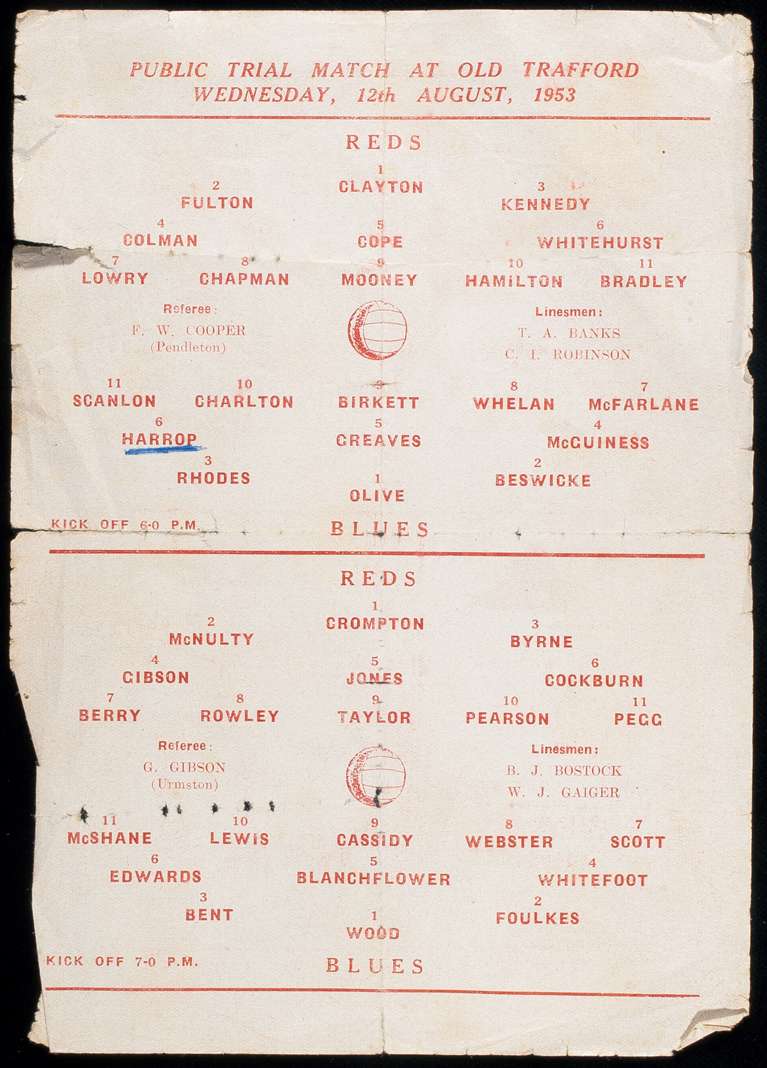 PUBLIC TRIAL MATCH AT OLD TRAFFORD
WEDNESDAY, 12th AUGUST, 1953
REDS
1
CLAYTON
2 3
FULTON KENNEDY
4 5 6
COLMAN COPE WHITEHURST
7 8 9 10 11
LOWRY CHAPMAN MOONEY HAMILTON BRADLEY
Referee: Linesmen:
F. W. COOPER T. A. BANKS
(Pendleton) C. I. ROBINSON
11 10 9 8 7
SCANLON CHARLTON BIRKETT WHELAN McFARLANE
6 5 4
HARROP GREAVES McGUINESS
3 2
RHODES BESWICKE
1
OLIVE
KICK OFF 6-0 P.M. BLUES
REDS
1
CROMPTON
2 3
McNULTY BYRNE
4 5 6
GIBSON JONES COCKBURN
7 8 9 10 11
BERRY ROWLEY TAYLOR PEARSON PEGG
Referee: Linesmen:
G. GIBSON B. J. BOSTOCK
(Urmston) W. J. GAIGER
11 10 9 8 7
McSHANE LEWIS CASSIDY WEBSTER SCOTT
6 5 4
EDWARDS BLANCHFLOWER WHITEFOOT
3 2
BENT FOULKES
1
WOOD
KICK OFF 7-0 P.M. BLUES